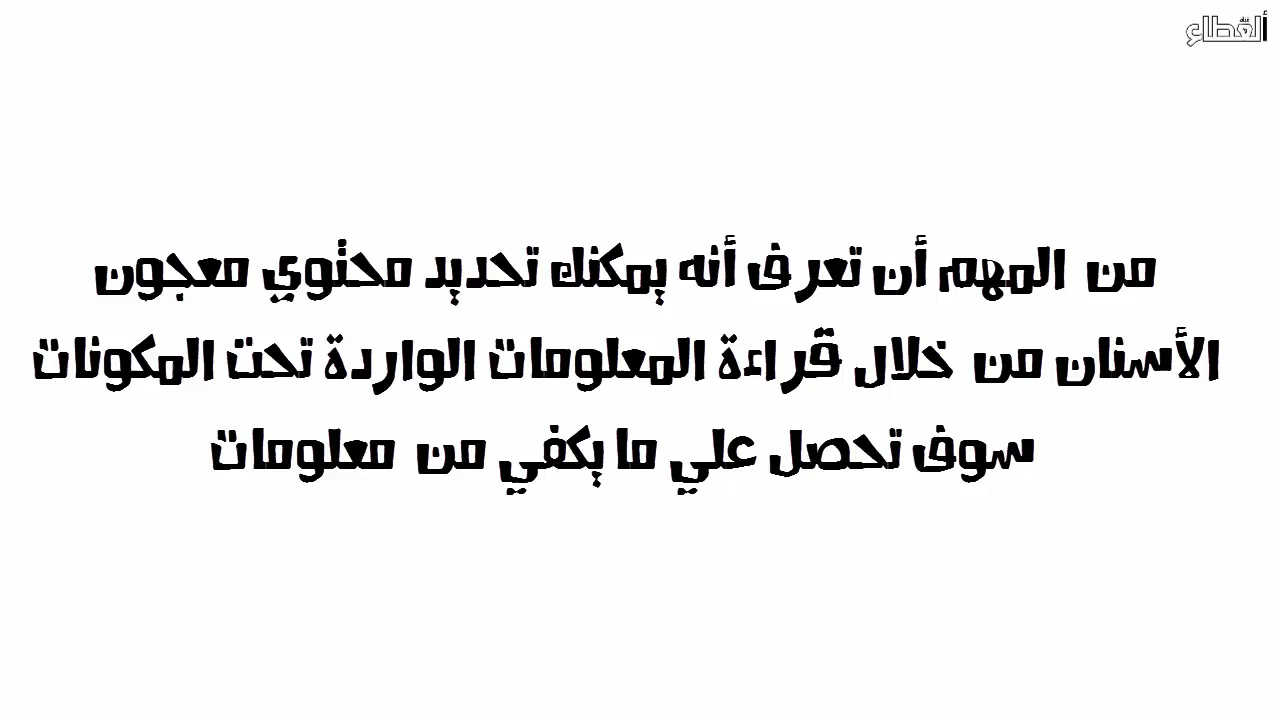 ألقطاع
من المهم أن تعرف أنه يمكنك تحديد محتوي معجون
الأسنان من خلال قراءة المعلومات الواردة تحت المكونات
سوف تحصل علي ما يكفي من معلومات